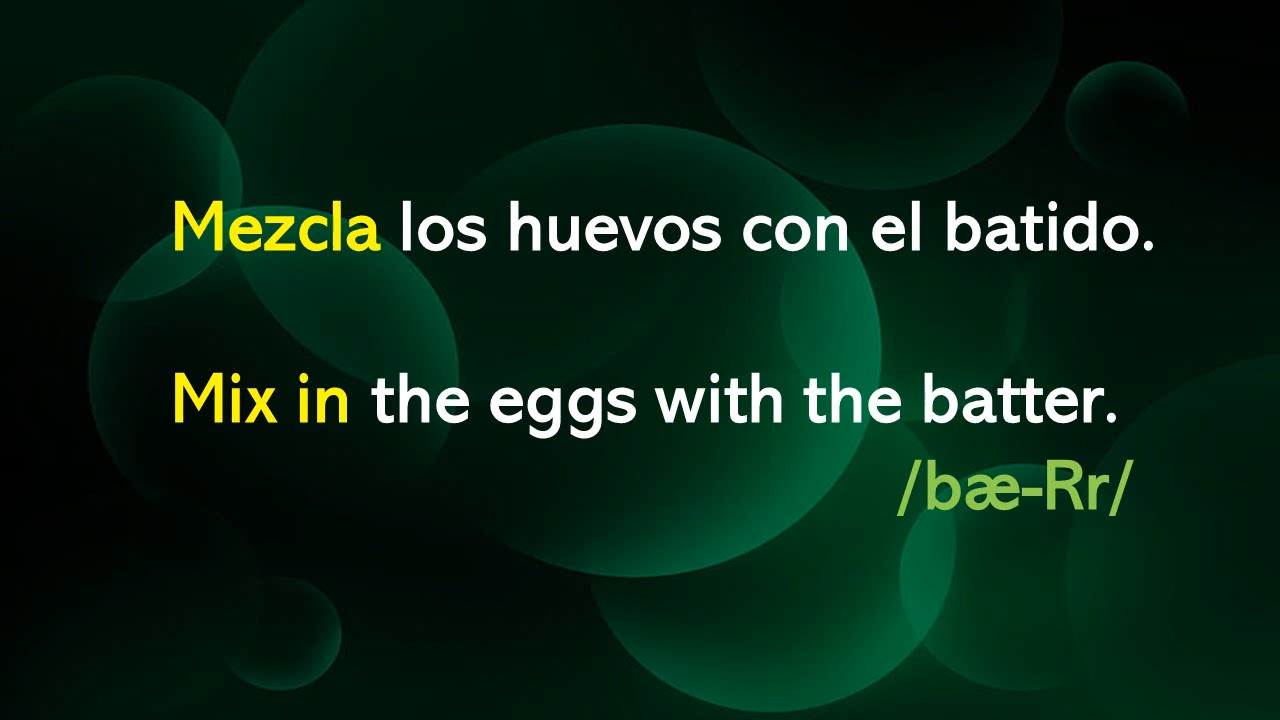 Mezcla los huevos con el batido.
Mix in the eggs with the batter.
/bæ-Rr/